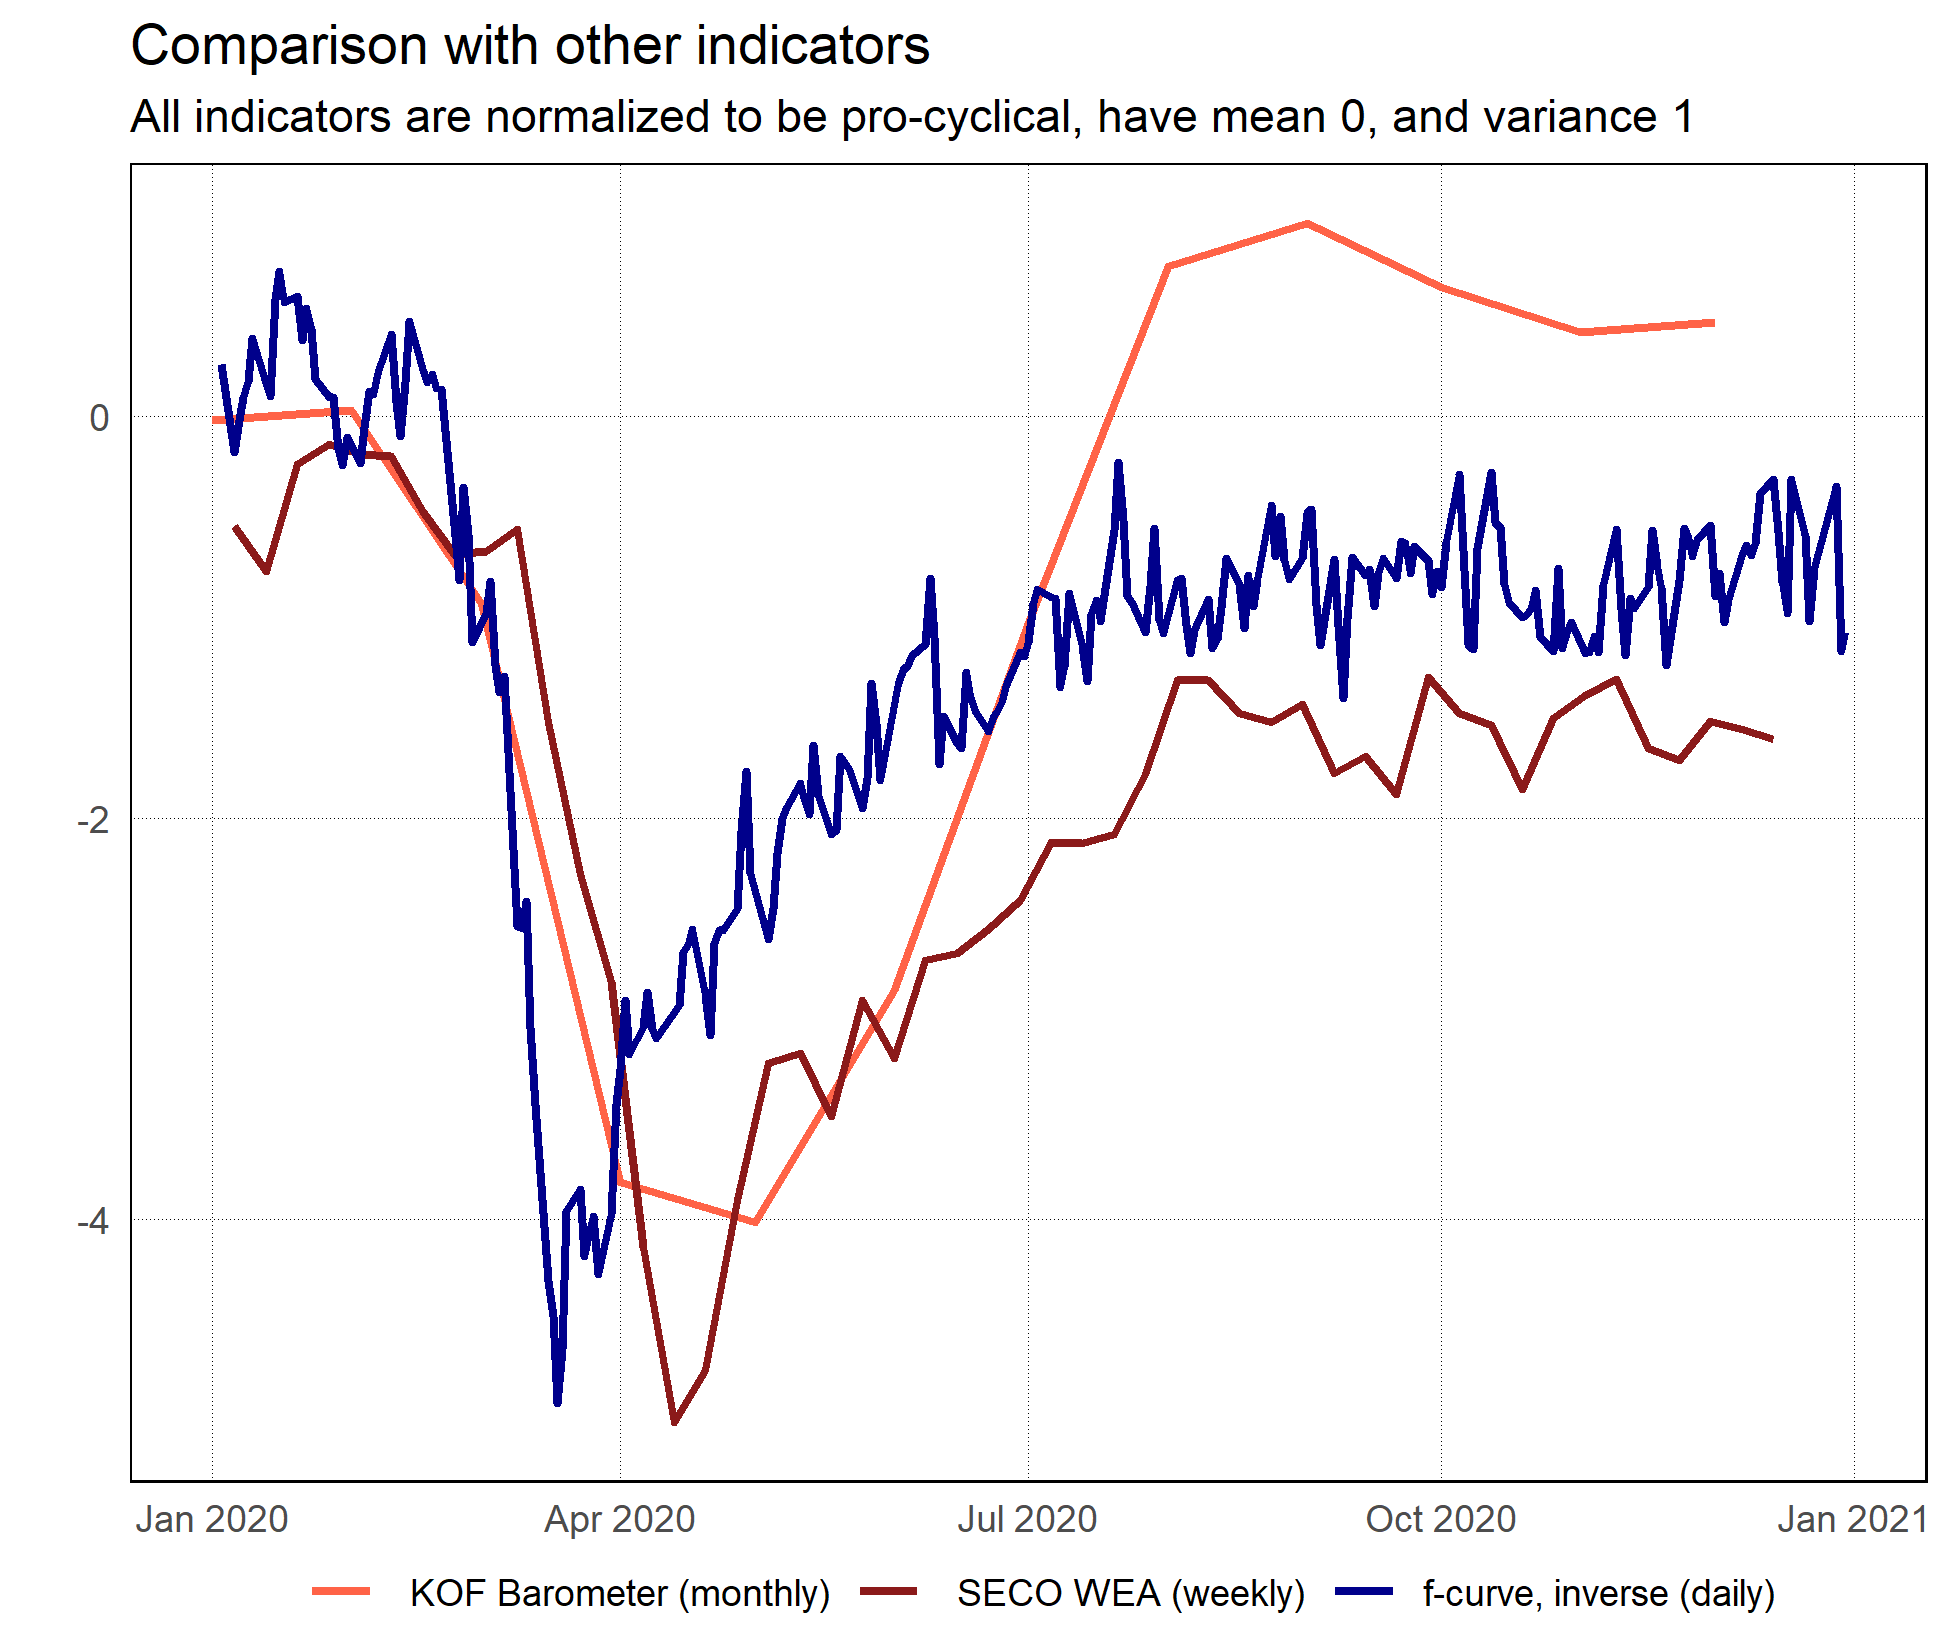 Comparison with other indicators
All indicators are normalized to be pro-cyclical, have mean 0, and variance 1
0
-2
-4
Jan 2020 Apr 2020 Jul 2020 Oct 2020 Jan 2021
KOF Barometer (monthly) SECO WEA (weekly) f-curve, inverse (daily)